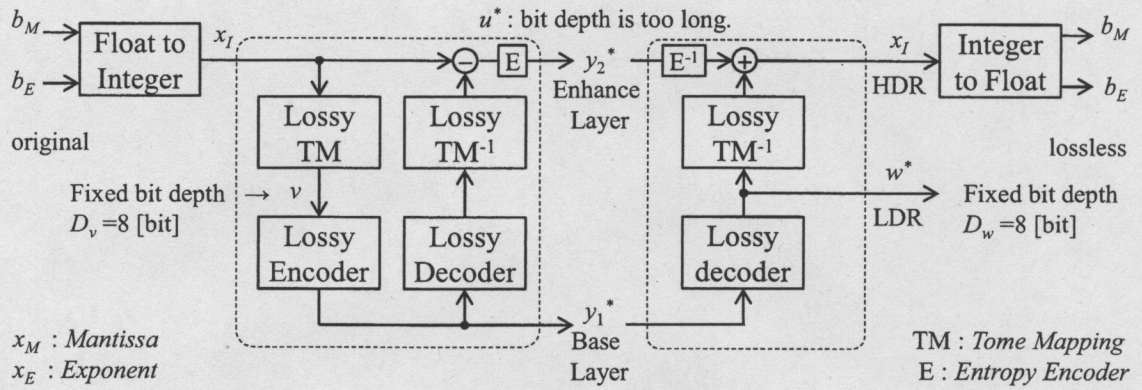 u* : bit depth is too long.
b_M
b_E
Float to
Integer
x_I
−
E
y_2*
Enhance
Layer
E^-1
+
x_I
HDR
Integer
to Float
b_M
b_E
original
Lossy
TM
Lossy
TM^-1
Lossy
TM^-1
lossless
Fixed bit depth → v
D_v =8 [bit]
Lossy
Encoder
Lossy
Decoder
Lossy
decoder
w*
LDR
Fixed bit depth
D_w =8 [bit]
y_1*
Base
Layer
x_M : Mantissa
x_E : Exponent
TM : Tome Mapping
E : Entropy Encoder